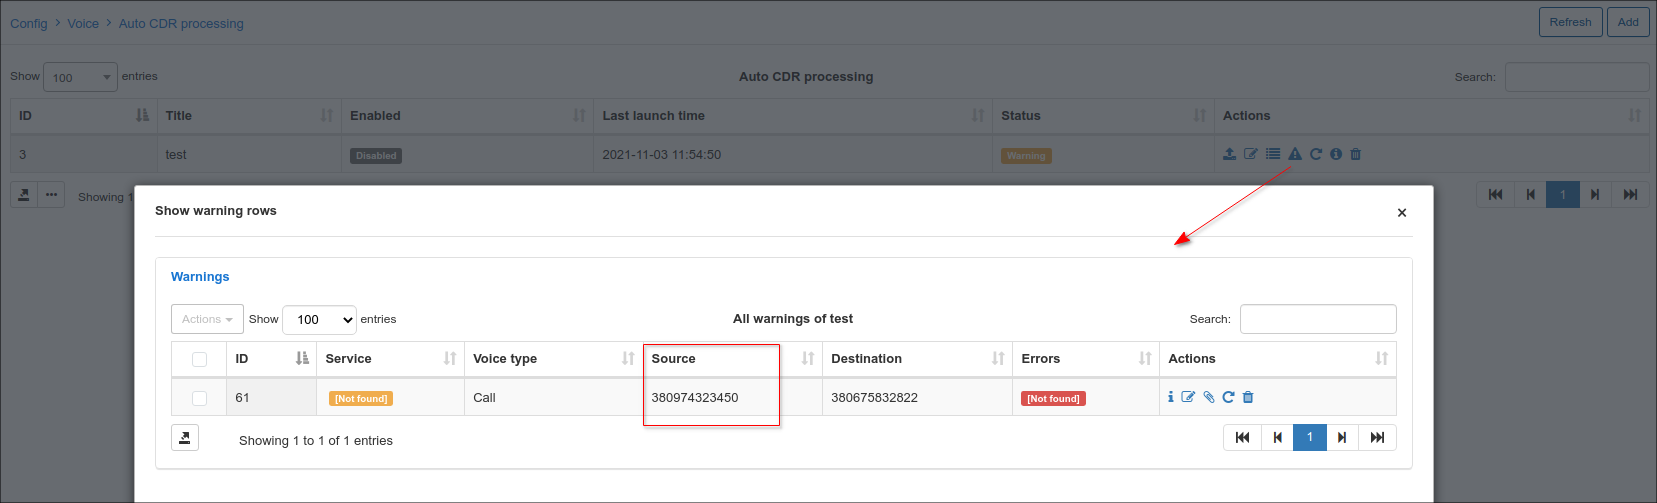 Config > Voice > Auto CDR processing
Refresh Add
Show 100 entries Auto CDR processing Search:
ID Title Enabled Last launch time Status Actions
3 test Disabled 2021-11-03 11:54:50 Warning
Showing 1 1
Show warning rows ×
Warnings
Actions Show 100 entries All warnings of test Search:
ID Service Voice type Source Destination Errors Actions
61 [Not found] Call 380974323450 380675832822 [Not found]
Showing 1 to 1 of 1 entries 1